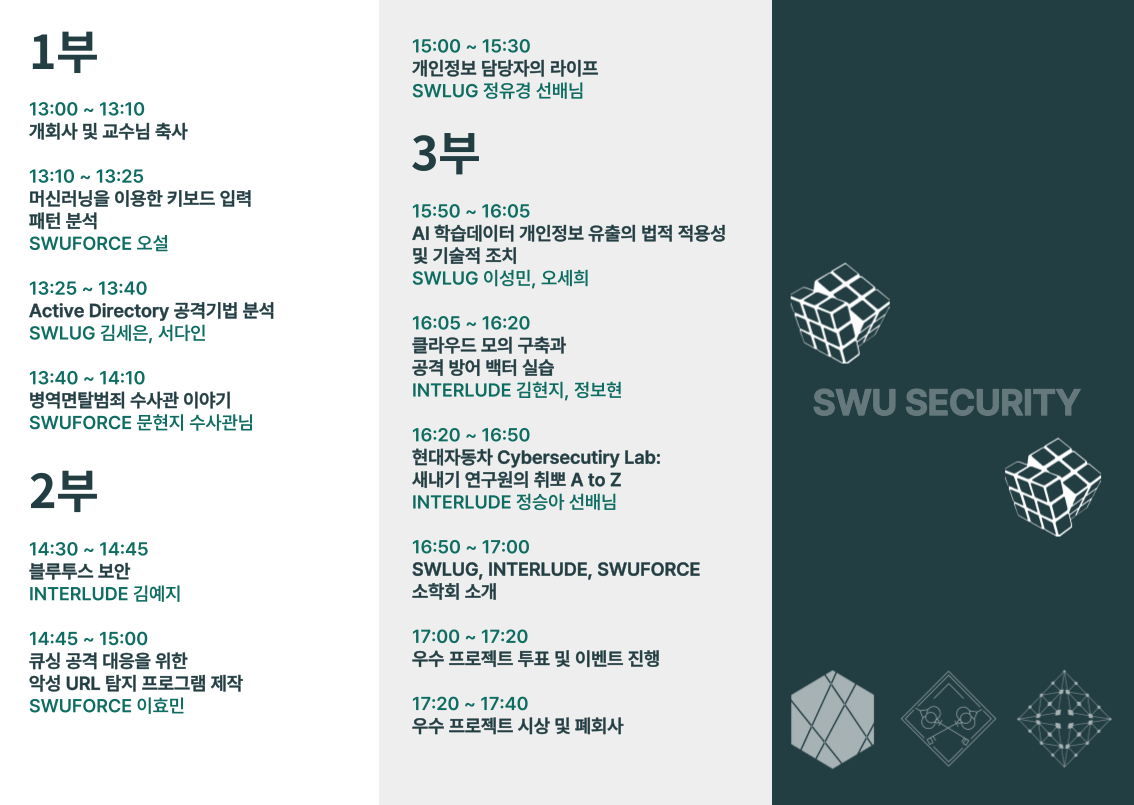 1부
13:00 ~ 13:10
개회사 및 교수님 축사
13:10 ~ 13:25
머신러닝을 이용한 키보드 입력
패턴 분석
SWUFORCE 오설
13:25 ~ 13:40
Active Directory 공격기법 분석
SWLUG 김세은, 서다인
13:40 ~ 14:10
병역면탈범죄 수사관 이야기
SWUFORCE 문현지 수사관님
2부
14:30 ~ 14:45
블루투스 보안
INTERLUDE 김예지
14:45 ~ 15:00
큐싱 공격 대응을 위한
악성 URL 탐지 프로그램 제작
SWUFORCE 이효민
15:00 ~ 15:30
개인정보 담당자의 라이프
SWLUG 정유경 선배님
3부
15:50 ~ 16:05
AI 학습데이터 개인정보 유출의 법적 적용성
및 기술적 조치
SWLUG 이성민, 오세희
16:05 ~ 16:20
클라우드 모의 구축과
공격 방어 백터 실습
INTERLUDE 김현지, 정보현
16:20 ~ 16:50
현대자동차 Cybersecutiry Lab:
새내기 연구원의 취뽀 A to Z
INTERLUDE 정승아 선배님
16:50 ~ 17:00
SWLUG, INTERLUDE, SWUFORCE
소학회 소개
17:00 ~ 17:20
우수 프로젝트 투표 및 이벤트 진행
17:20 ~ 17:40
우수 프로젝트 시상 및 폐회사
SWU SECURITY